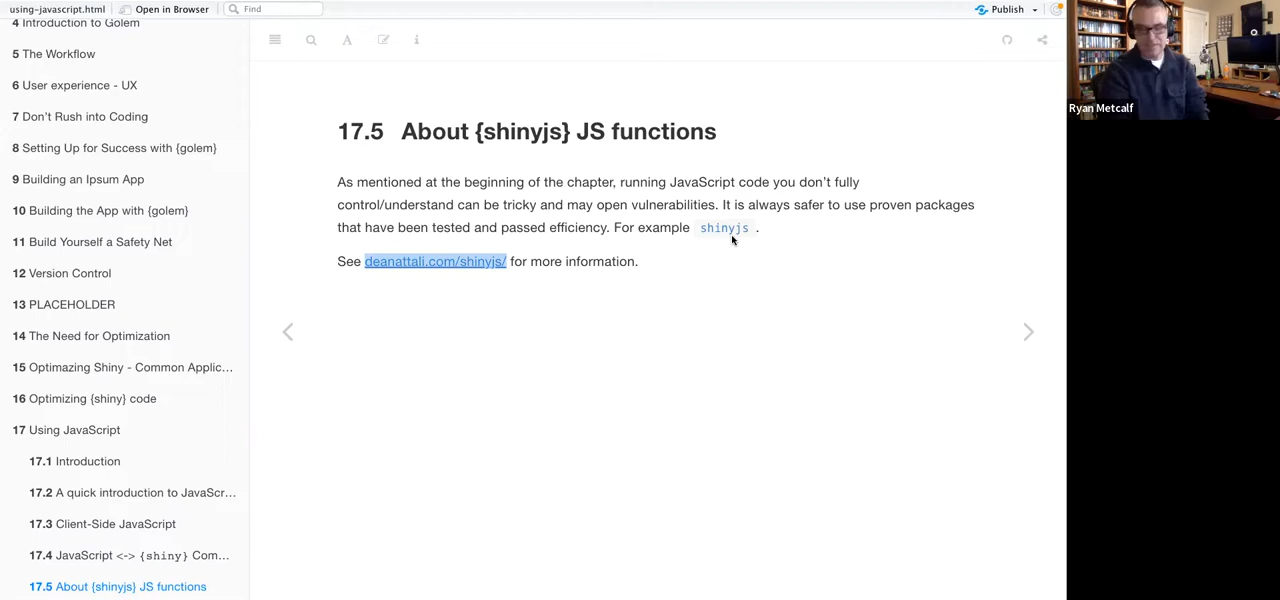 using-javascript.html Open in Browser Find Publish
4 Introduction to Golem
5 The Workflow
6 User experience - UX
7 Don't Rush into Coding
8 Setting Up for Success with {golem}
9 Building an Ipsum App
10 Building the App with {golem}
11 Build Yourself a Safety Net
12 Version Control
13 PLACEHOLDER
14 The Need for Optimization
15 Optimazing Shiny - Common Applic...
16 Optimizing {shiny} code
17 Using JavaScript
17.1 Introduction
17.2 A quick introduction to JavaScr...
17.3 Client-Side JavaScript
17.4 JavaScript <-> {shiny} Com...
17.5 About {shinyjs} JS functions
17.5 About {shinyjs} JS functions
As mentioned at the beginning of the chapter, running JavaScript code you don't fully
control/understand can be tricky and may open vulnerabilities. It is always safer to use proven packages
that have been tested and passed efficiency. For example shinyjs .
See deanattali.com/shinyjs/ for more information.
Ryan Metcalf